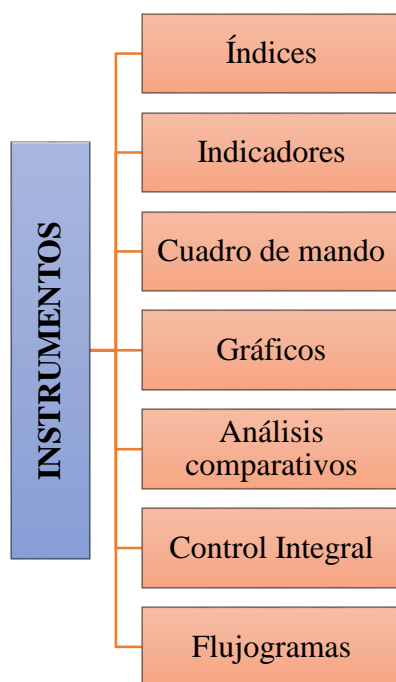 INSTRUMENTOS
Índices
Indicadores
Cuadro de mando
Gráficos
Análisis
comparativos
Control Integral
Flujogramas